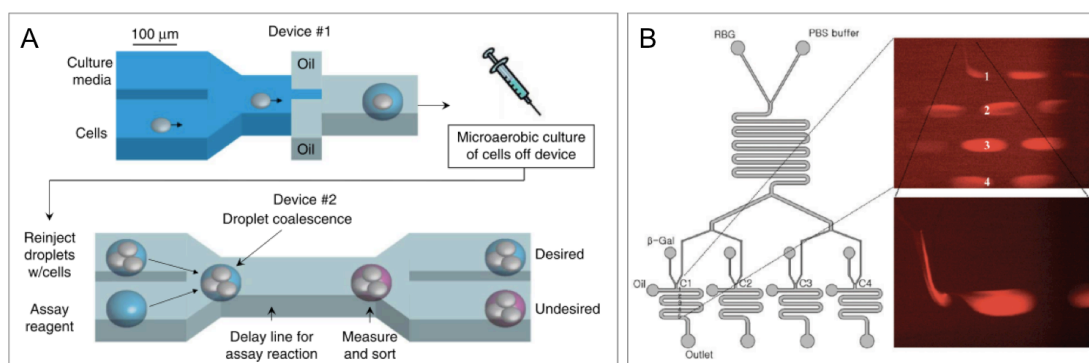 A
Device #1
100 μm
Culture
media
Oil
Cells
Oil
Microaerobic culture
of cells off device
Device #2
Droplet coalescence
Reinject
droplets
w/cells
Desired
Assay
reagent
Undesired
Delay line for
assay reaction
Measure
and sort
B
RBG
PBS buffer
1
2
3
4
β-Gal
Oil
C1
C2
C3
C4
Outlet